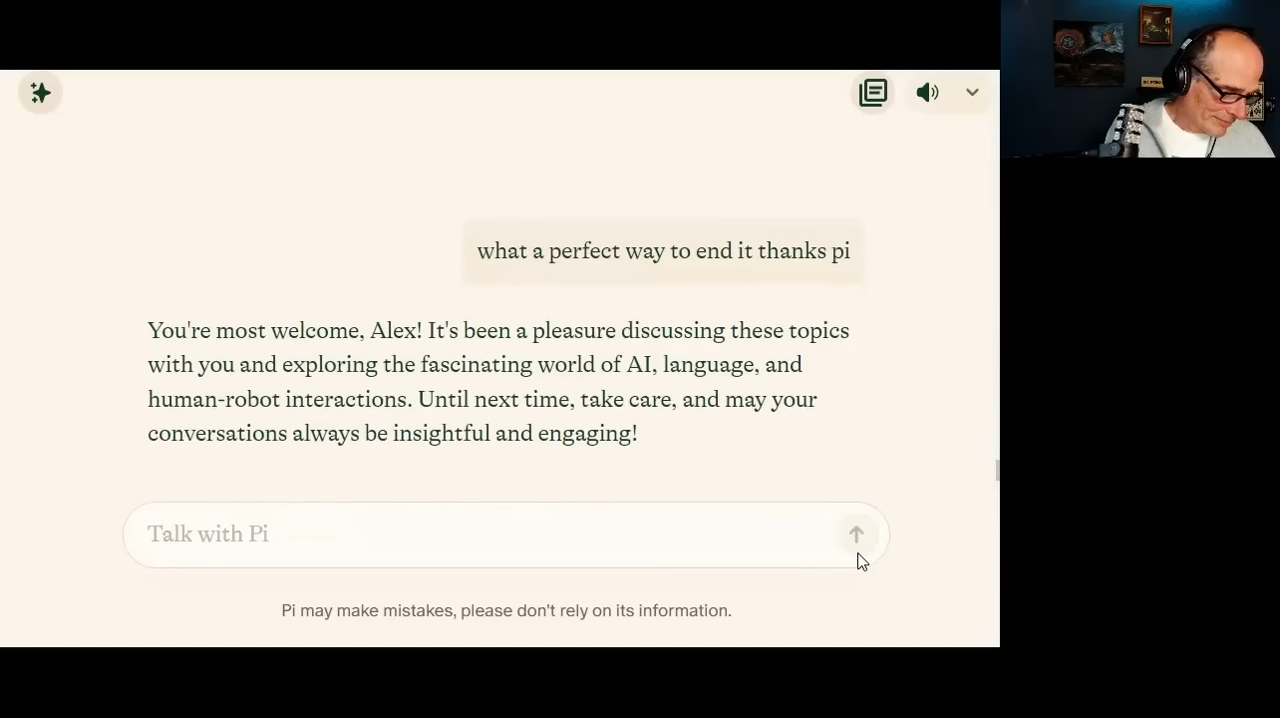 what a perfect way to end it thanks pi
You're most welcome, Alex! It's been a pleasure discussing these topics
with you and exploring the fascinating world of AI, language, and
human-robot interactions. Until next time, take care, and may your
conversations always be insightful and engaging!
Talk with Pi
Pi may make mistakes, please don't rely on its information.